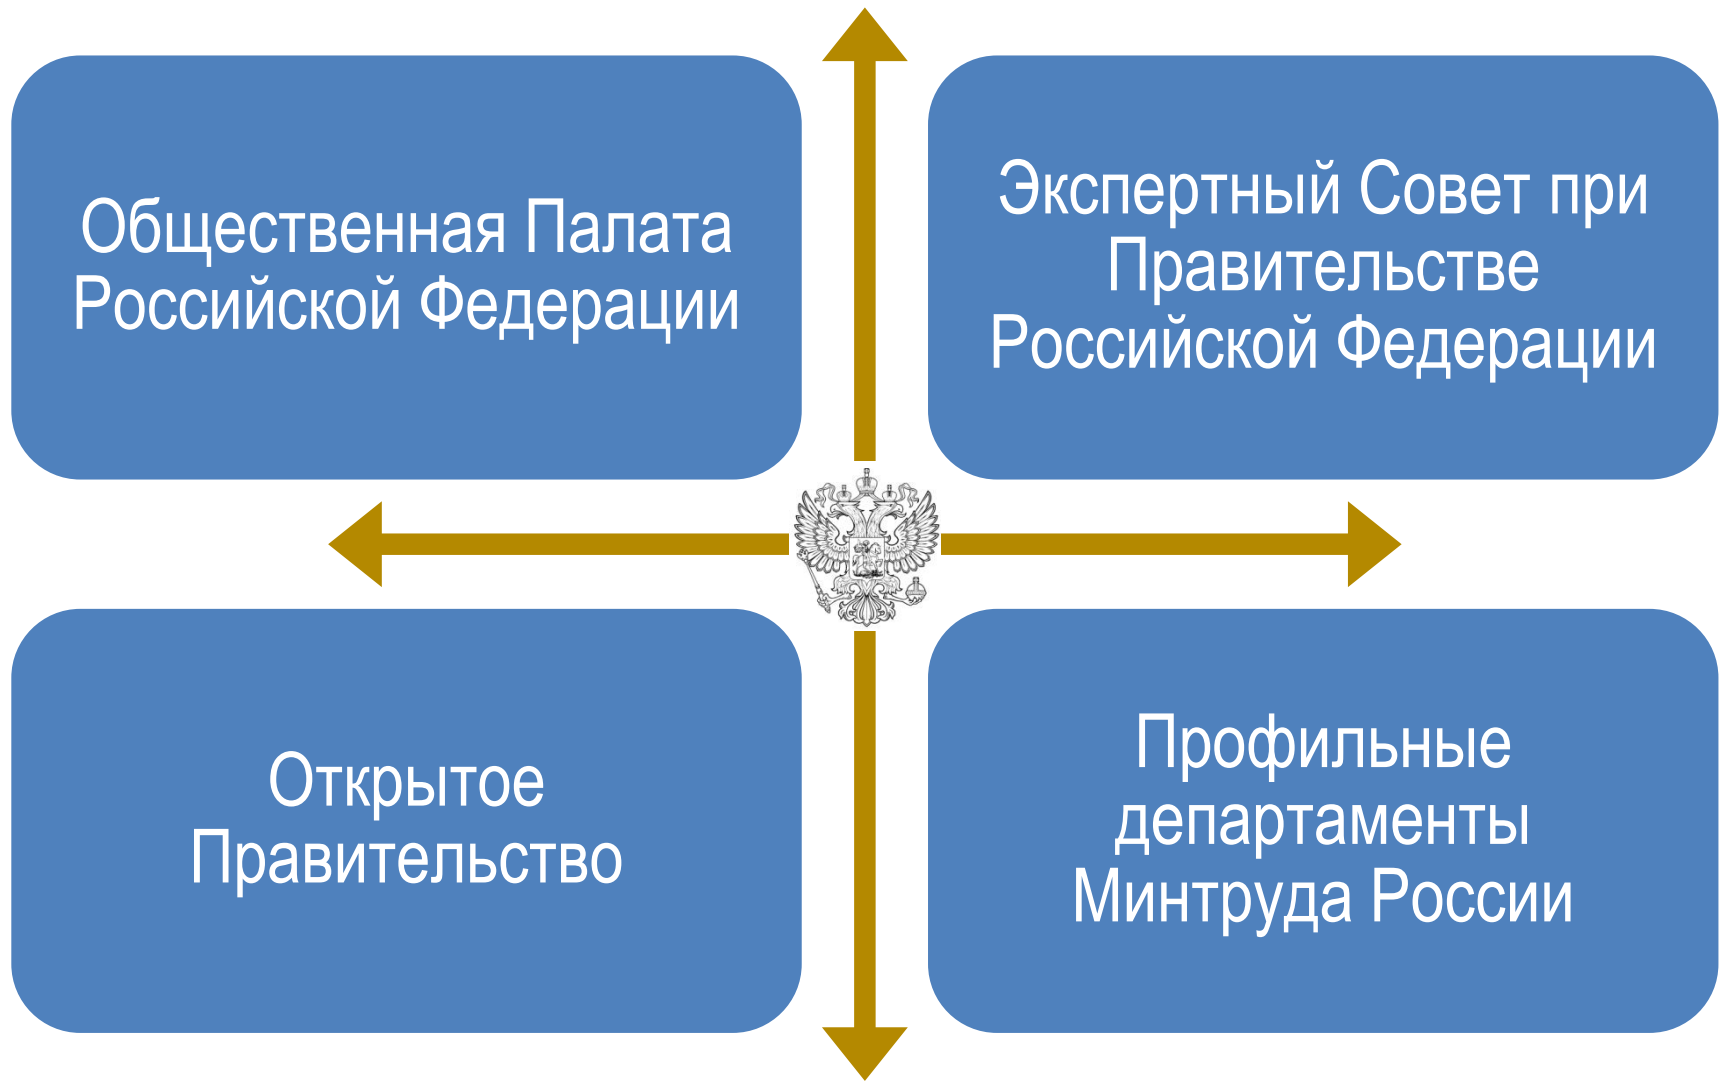 Общественная Палата
Российской Федерации
Экспертный Совет при
Правительстве
Российской Федерации
Открытое
Правительство
Профильные
департаменты
Минтруда России